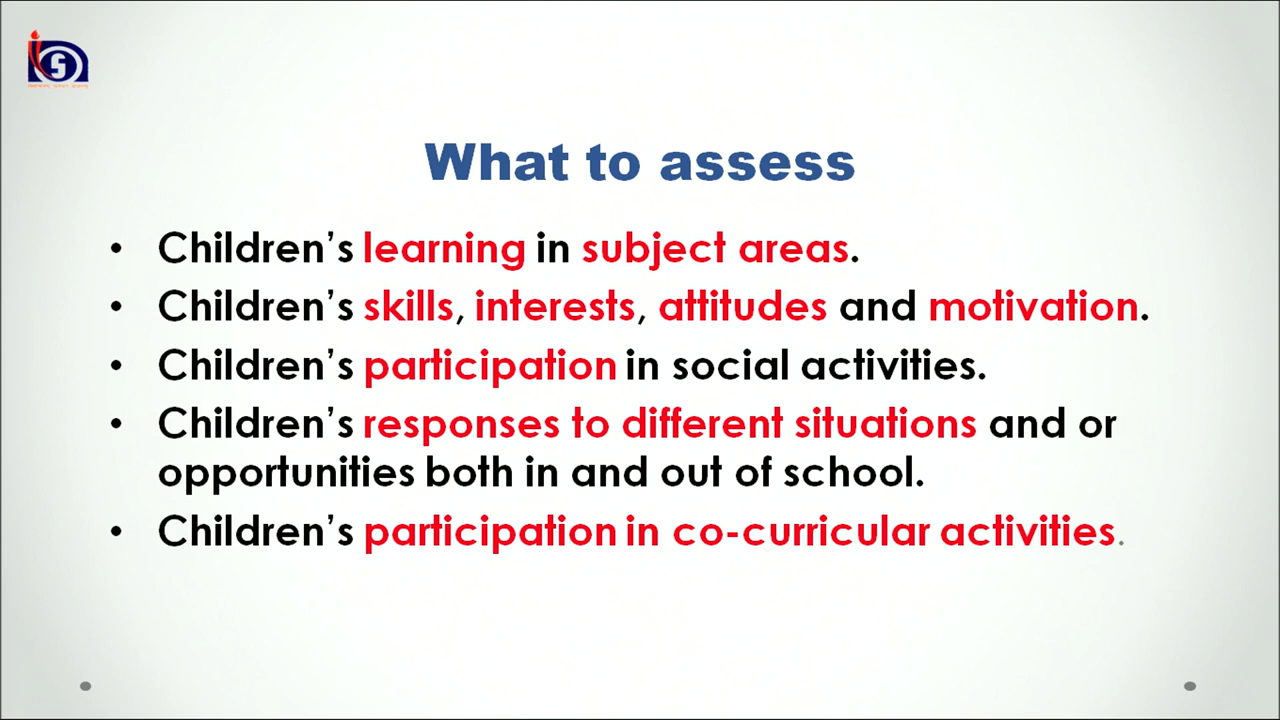 What to assess
• Children’s learning in subject areas.
• Children’s skills, interests, attitudes and motivation.
• Children’s participation in social activities.
• Children’s responses to different situations and or
opportunities both in and out of school.
• Children’s participation in co-curricular activities.